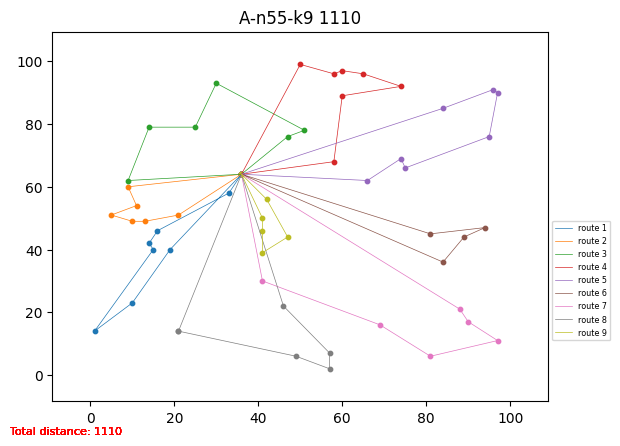 A-n55-k9 1110
100
80
60
40
20
0
0 20 40 60 80 100
route 1
route 2
route 3
route 4
route 5
route 6
route 7
route 8
route 9
Total distance: 1110